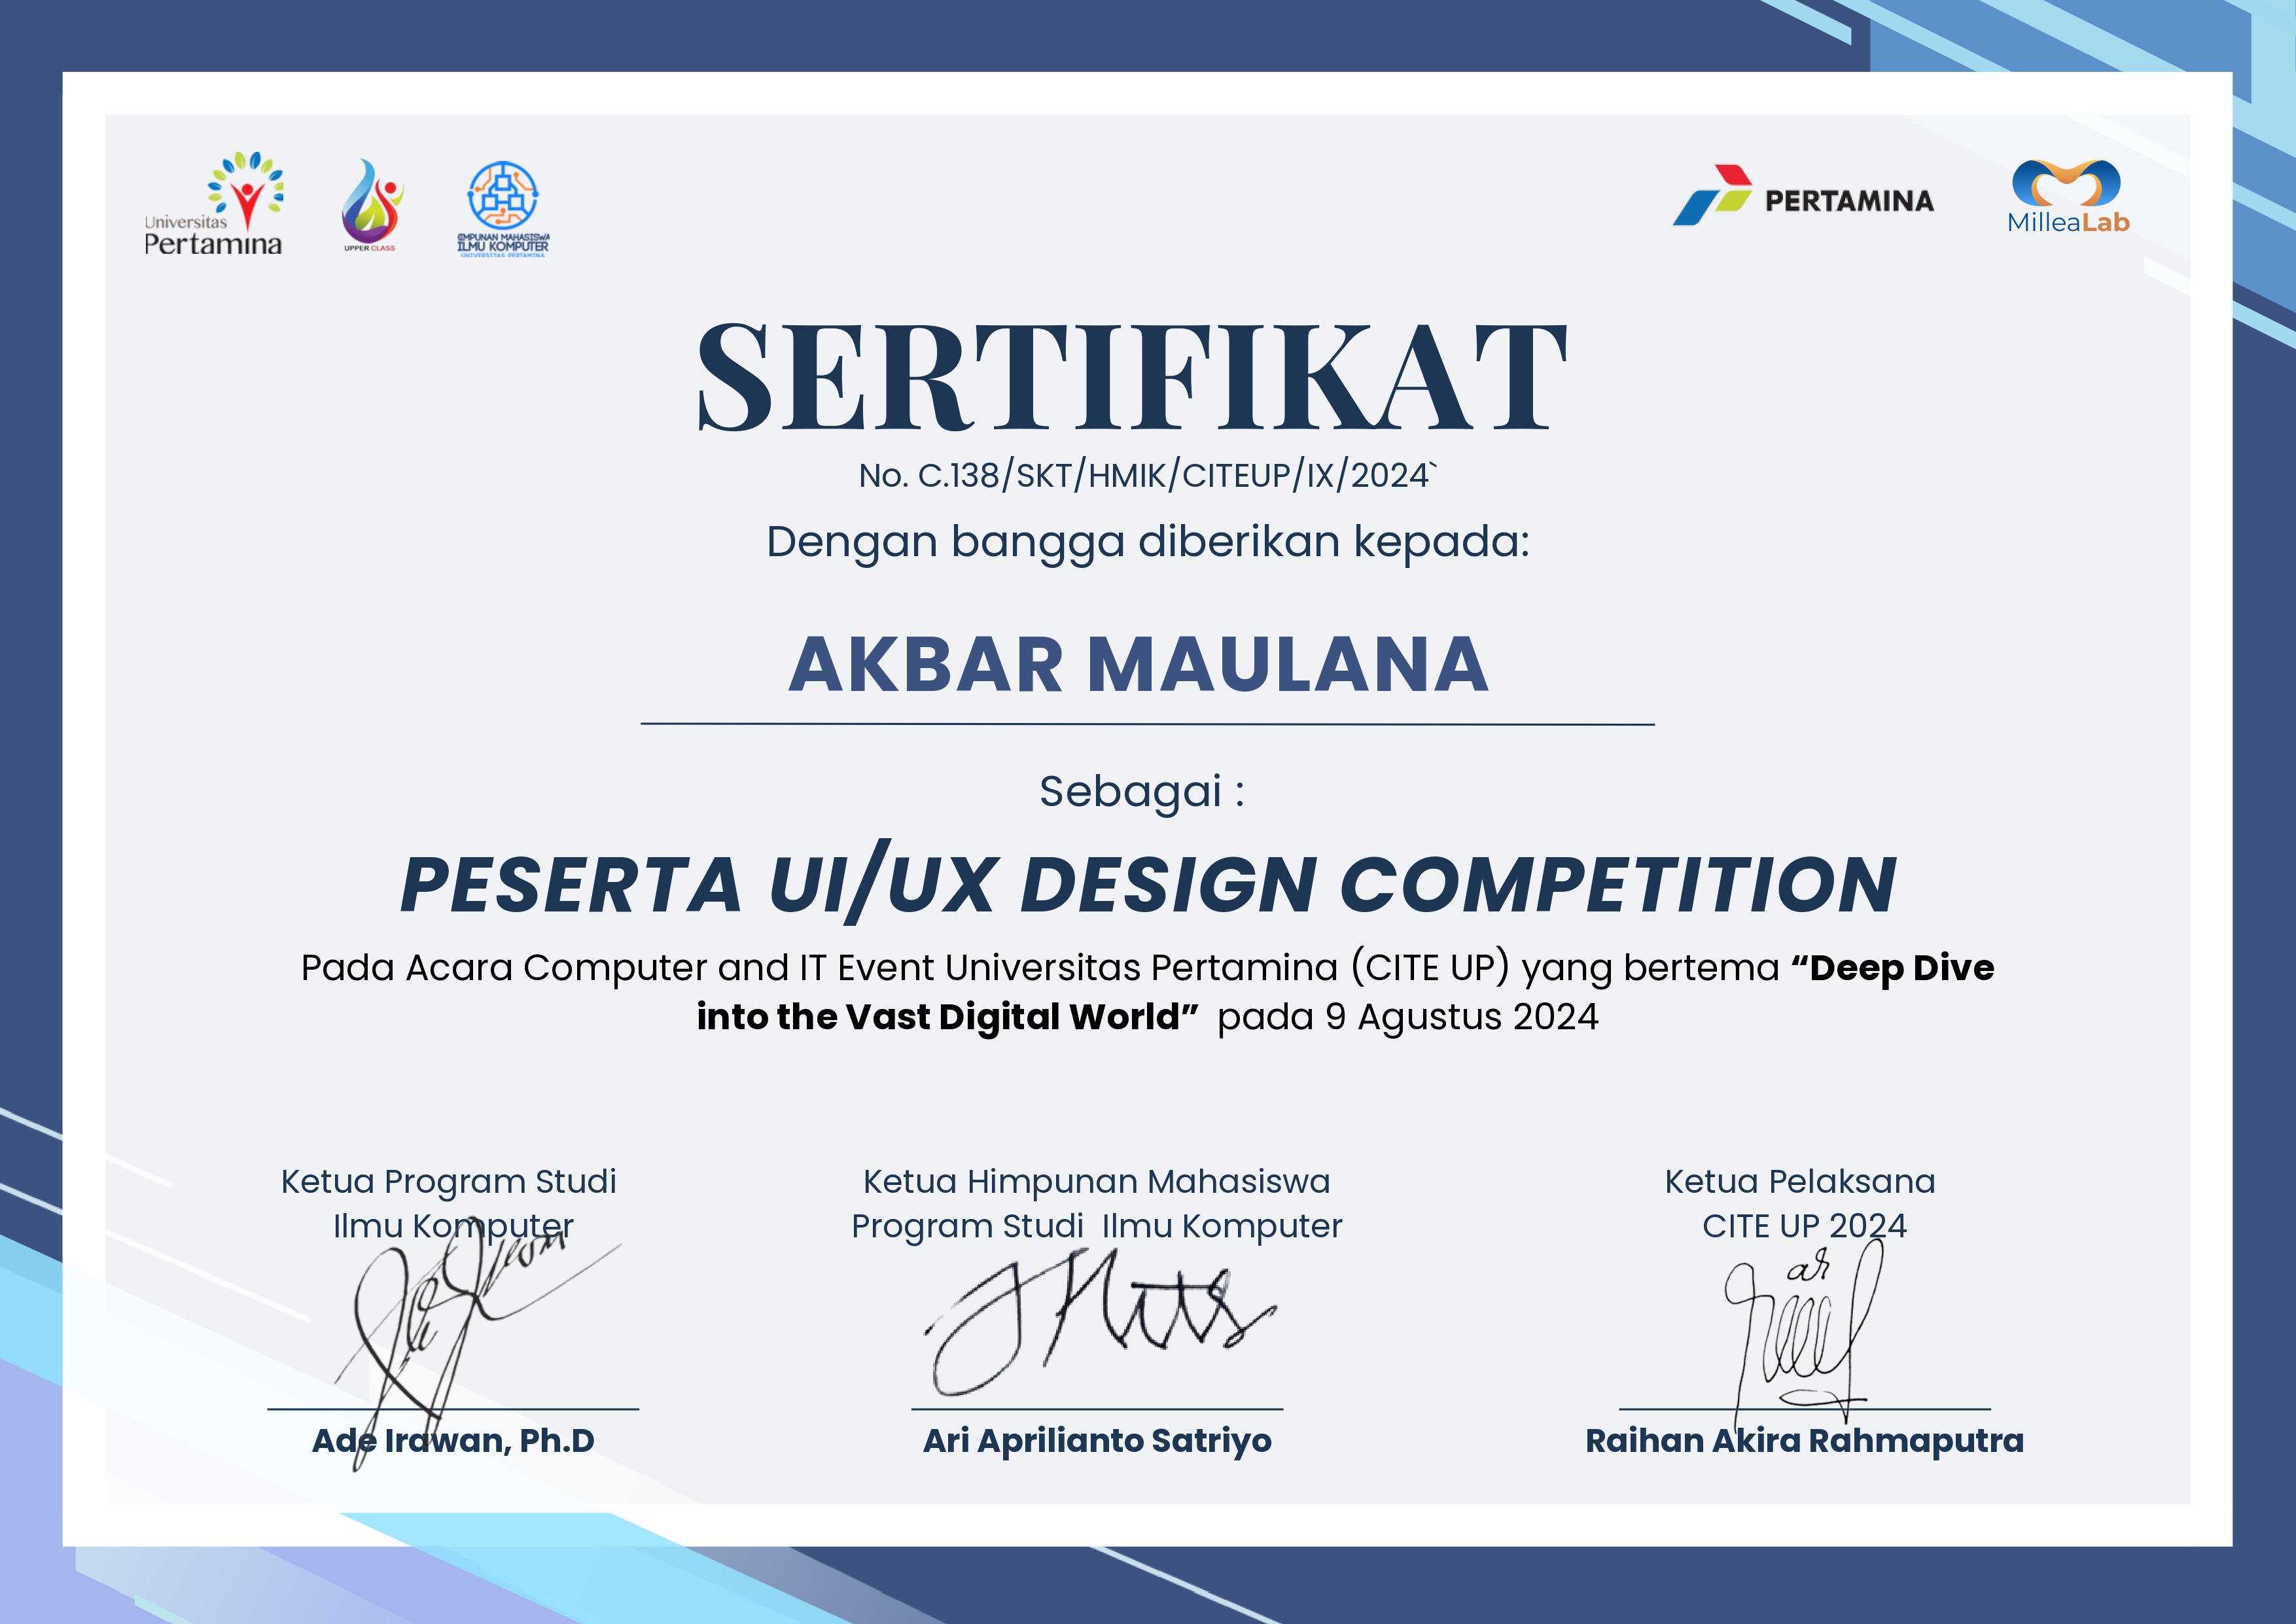 Universitas
Pertamina
UPPER CLASS
HIMPUNAN MAHASISWA
ILMU KOMPUTER
UNIVERSITAS PERTAMINA
PERTAMINA
MilleaLab
SERTIFIKAT
No. C.138/SKT/HMIK/CITEUP/IX/2024`
Dengan bangga diberikan kepada:
AKBAR MAULANA
Sebagai :
PESERTA UI/UX DESIGN COMPETITION
Pada Acara Computer and IT Event Universitas Pertamina (CITE UP) yang bertema “Deep Dive
into the Vast Digital World” pada 9 Agustus 2024
Ketua Program Studi
Ilmu Komputer
Ade Irawan, Ph.D
Ketua Himpunan Mahasiswa
Program Studi Ilmu Komputer
Ari Aprilianto Satriyo
Ketua Pelaksana
CITE UP 2024
Raihan Akira Rahmaputra